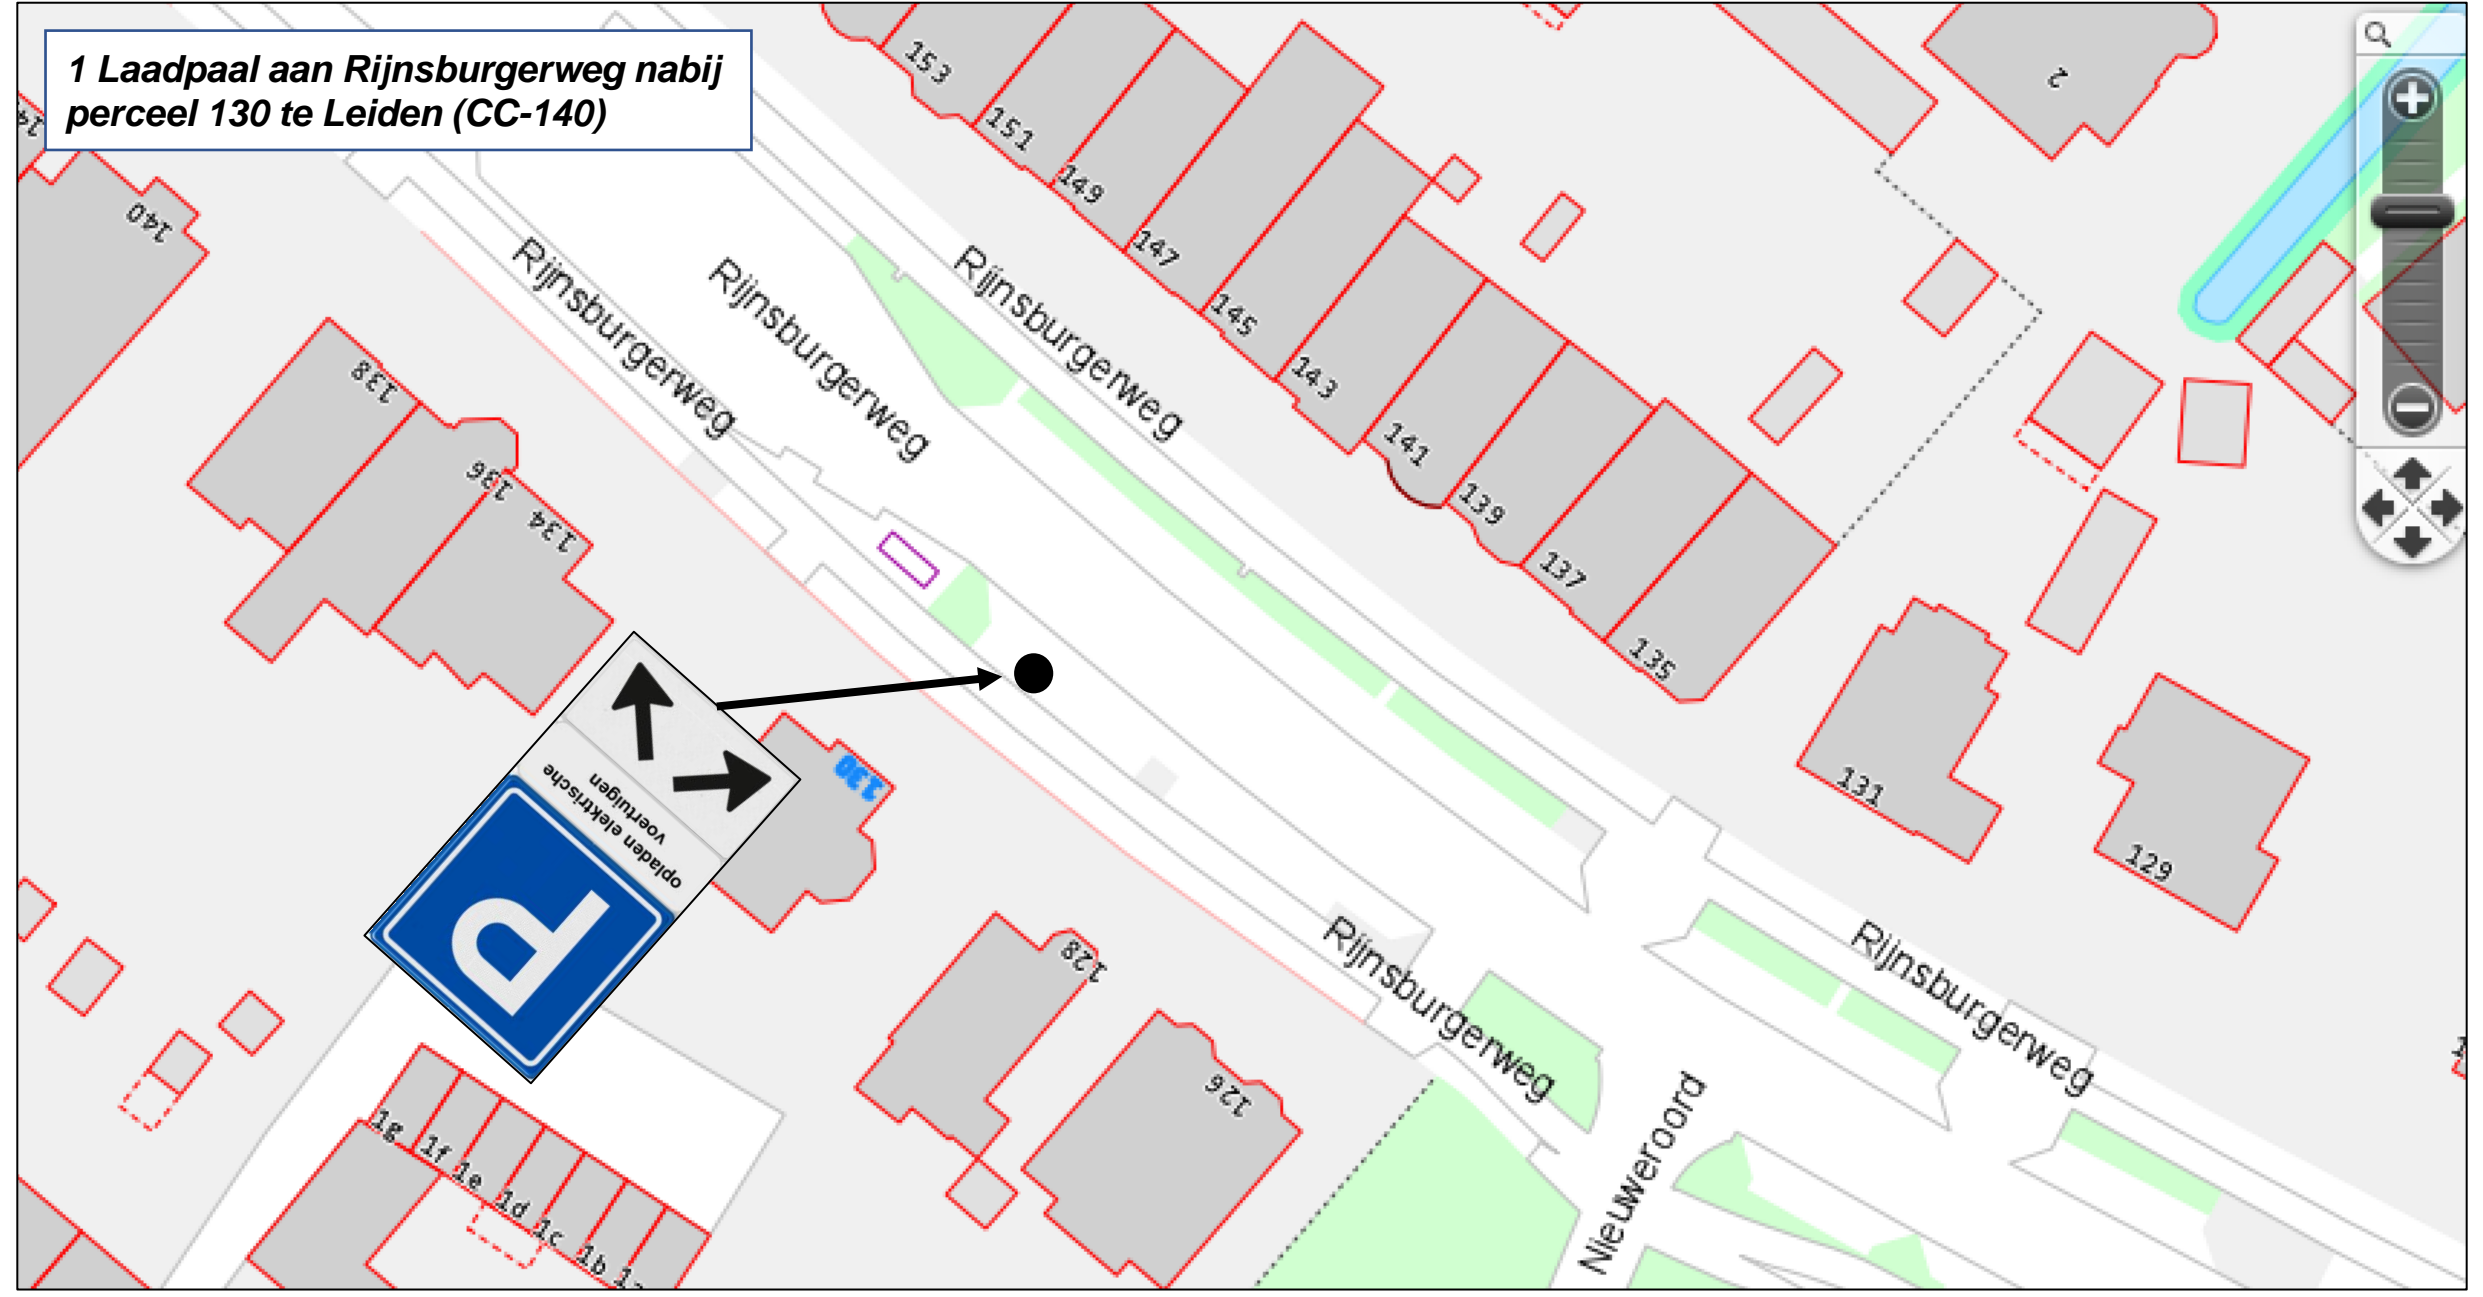 1 Laadpaal aan Rijnsburgerweg nabij
perceel 130 te Leiden (CC-140)
153
151
149
147
145
143
141
139
137
135
131
129
2
140
138
136
134
130
128
126
Rijnsburgerweg
Rijnsburgerweg
Rijnsburgerweg
Rijnsburgerweg
Rijnsburgerweg
Nieuweroord
opladen elektrische
voertuigen
P
1g
1f
1e
1d
1c
1b